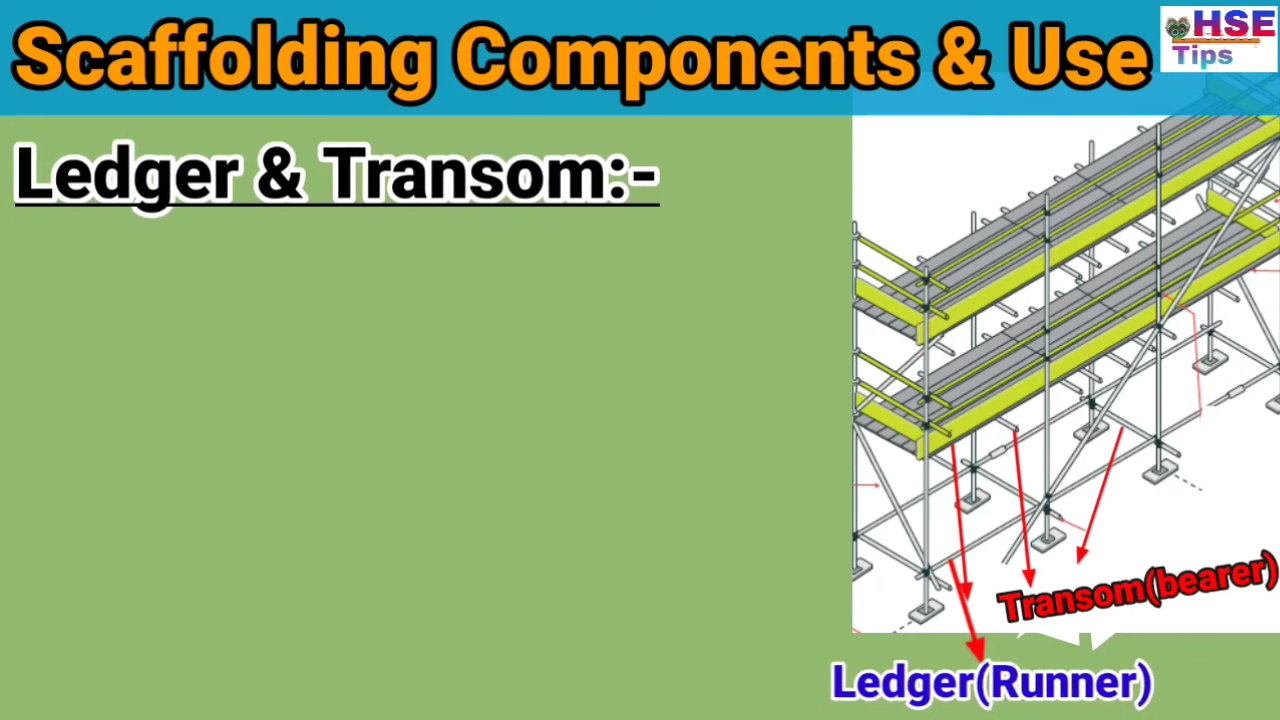 Scaffolding Components & Use
HSE
Tips
Ledger & Transom:-
Transom(bearer)
Ledger(Runner)